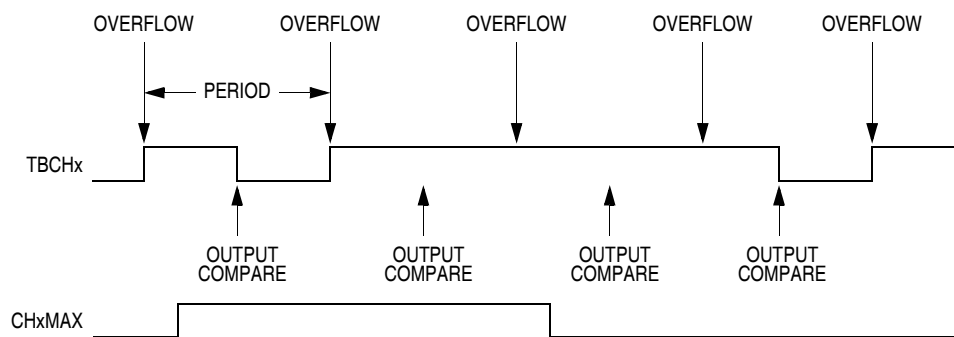 OVERFLOW OVERFLOW OVERFLOW OVERFLOW OVERFLOW
PERIOD
TBCHx
OUTPUT COMPARE
OUTPUT COMPARE
OUTPUT COMPARE
OUTPUT COMPARE
CHxMAX